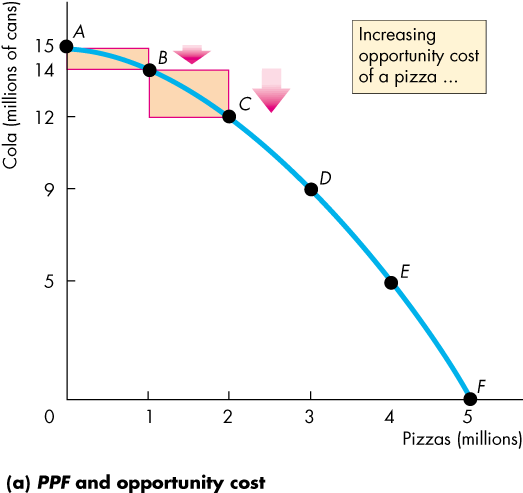 Cola (millions of cans)
15
14
12
9
5
0
A
B
C
D
E
F
Increasing
opportunity cost
of a pizza ...
1
2
3
4
5
Pizzas (millions)
(a) PPF and opportunity cost